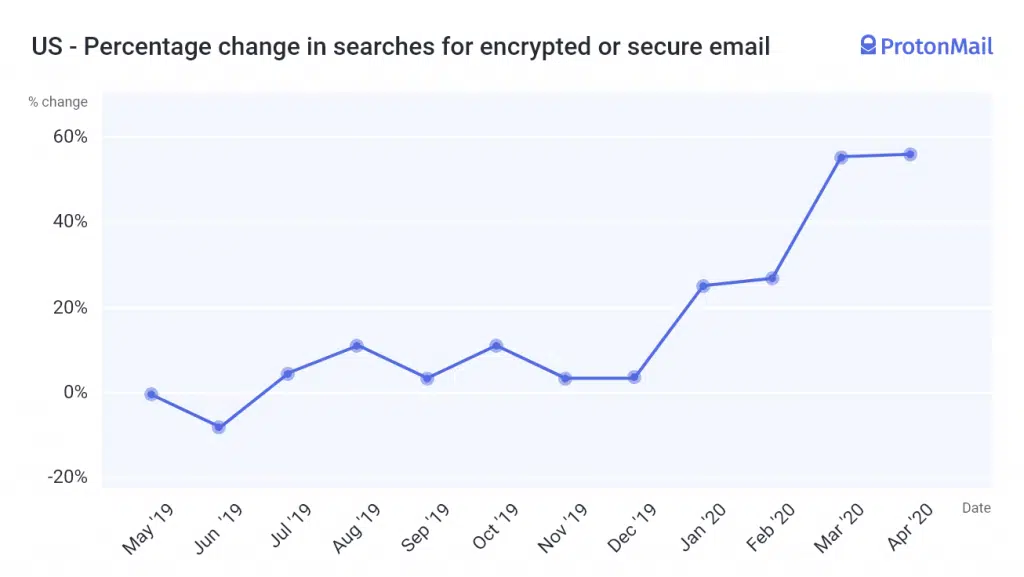 US - Percentage change in searches for encrypted or secure email
ProtonMail
% change
60%
40%
20%
0%
-20%
May '19
Jun '19
Jul '19
Aug '19
Sep '19
Oct '19
Nov '19
Dec '19
Jan '20
Feb '20
Mar'20
Apr '20
Date